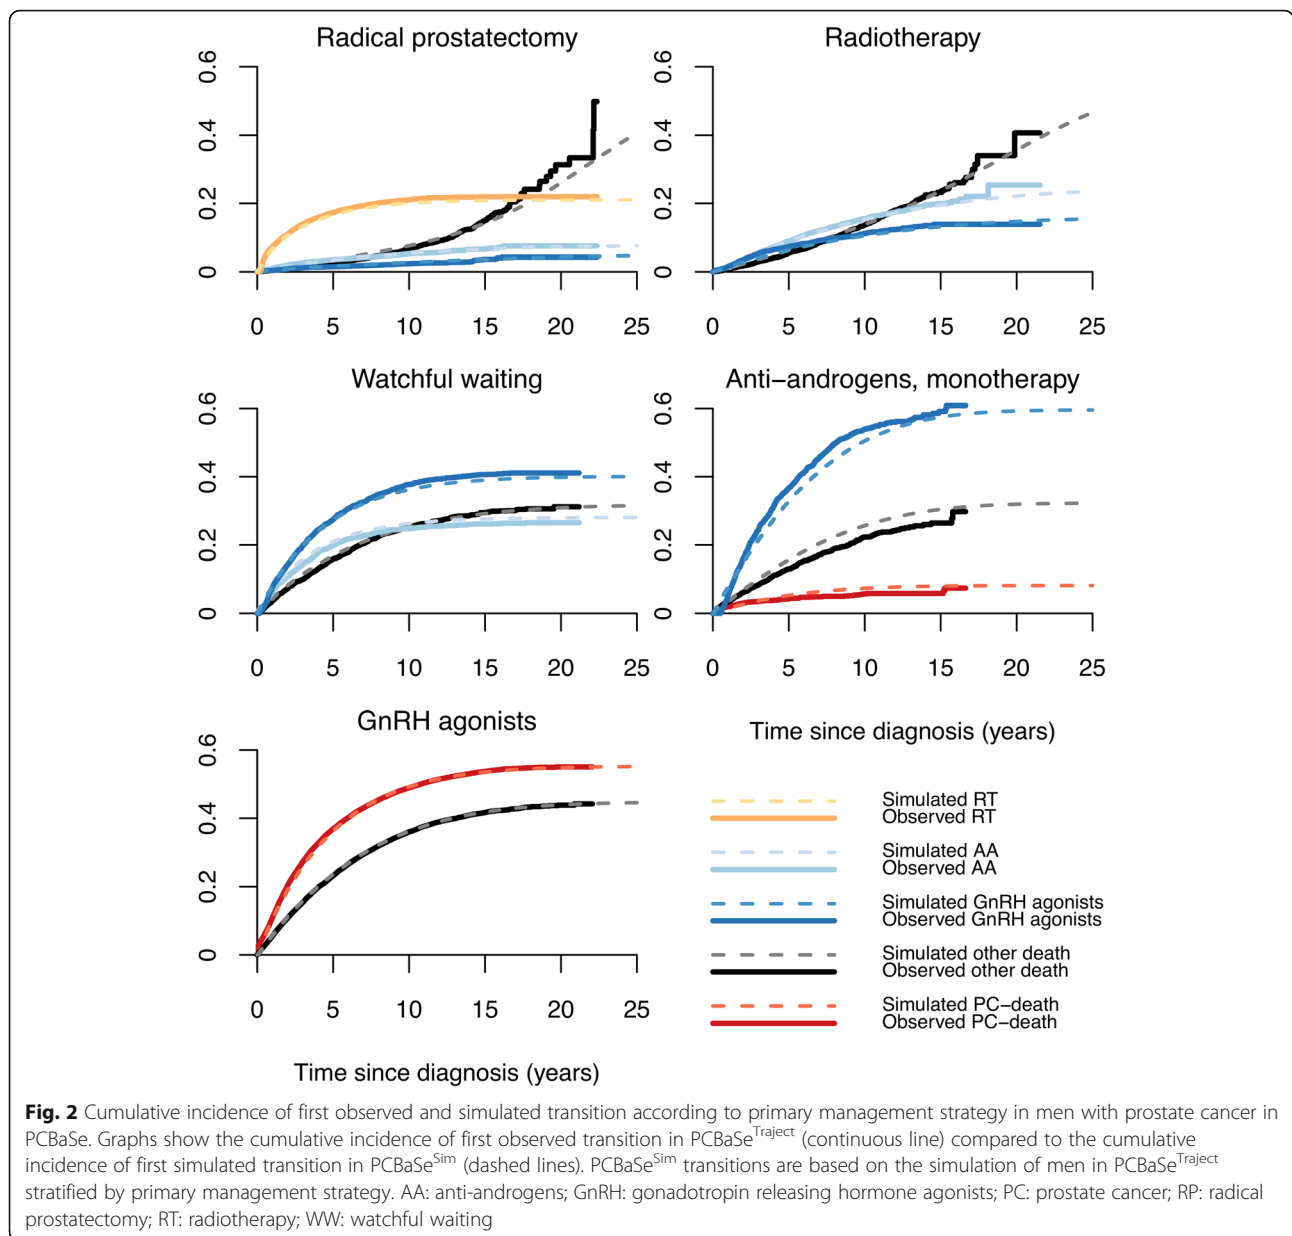 Radical prostatectomy
0.6
0.4
0.2
0
0 5 10 15 20 25
Radiotherapy
0.6
0.4
0.2
0
0 5 10 15 20 25
Watchful waiting
0.6
0.4
0.2
0
0 5 10 15 20 25
Anti−androgens, monotherapy
0.6
0.4
0.2
0
0 5 10 15 20 25
GnRH agonists
0.6
0.4
0.2
0
0 5 10 15 20 25
Time since diagnosis (years)
Time since diagnosis (years)
Simulated RT
Observed RT
Simulated AA
Observed AA
Simulated GnRH agonists
Observed GnRH agonists
Simulated other death
Observed other death
Simulated PC−death
Observed PC−death
Fig. 2 Cumulative incidence of first observed and simulated transition according to primary management strategy in men with prostate cancer in
PCBaSe. Graphs show the cumulative incidence of first observed transition in PCBaSeTraject (continuous line) compared to the cumulative
incidence of first simulated transition in PCBaSeSim (dashed lines). PCBaSeSim transitions are based on the simulation of men in PCBaSeTraject
stratified by primary management strategy. AA: anti-androgens; GnRH: gonadotropin releasing hormone agonists; PC: prostate cancer; RP: radical
prostatectomy; RT: radiotherapy; WW: watchful waiting